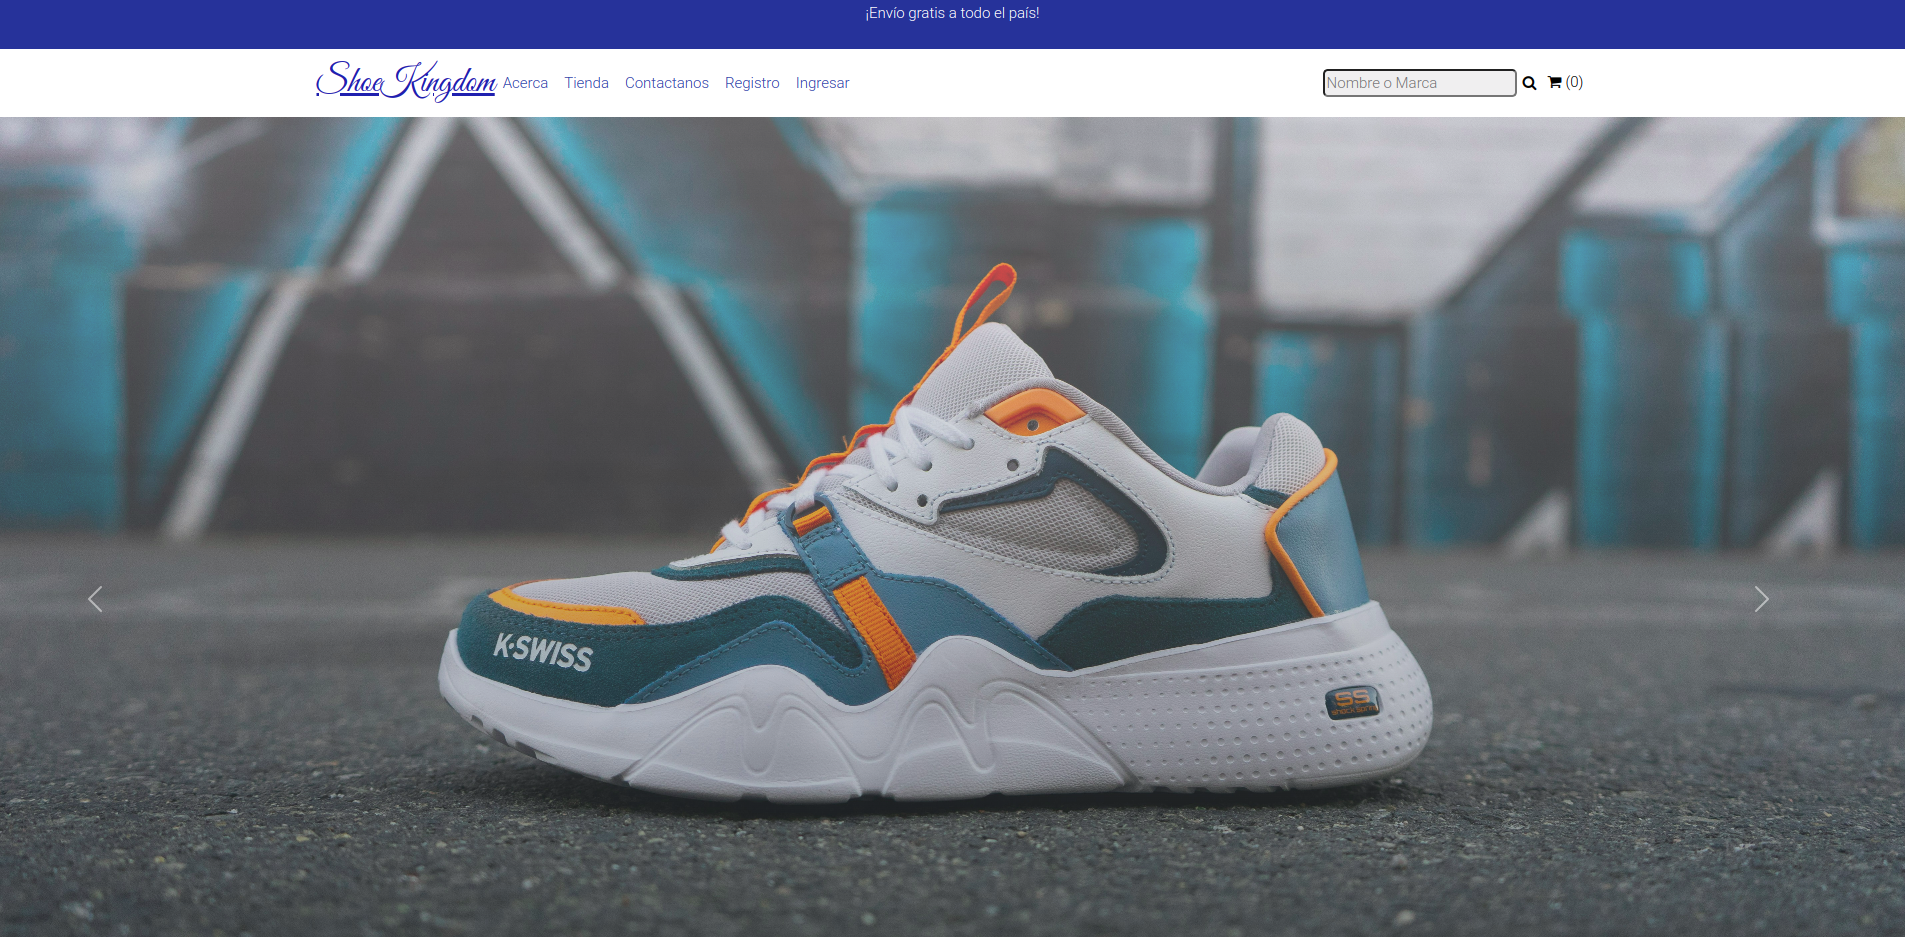 ¡Envío gratis a todo el país!
Shoe Kingdom Acerca Tienda Contactanos Registro Ingresar Nombre o Marca (0)
K·SWISS
SS